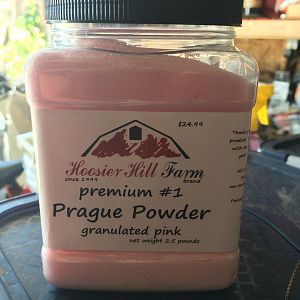 $24.99
Hoosier Hill Farm
since 1999 brand
premium #1
Prague Powder
granulated pink
net weight 2.5 pounds
Thank